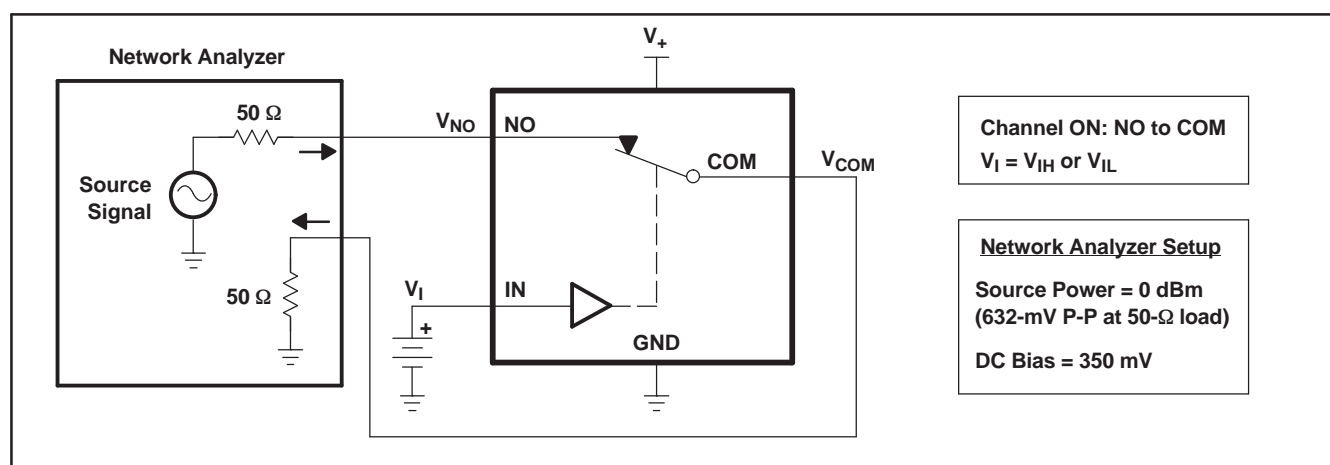 Network Analyzer
50 Ω
Source
Signal
50 Ω
V+
VNO
NO
COM
VCOM
VI
IN
+
GND
Channel ON: NO to COM
VI = VIH or VIL
Network Analyzer Setup
Source Power = 0 dBm
(632-mV P-P at 50-Ω load)
DC Bias = 350 mV